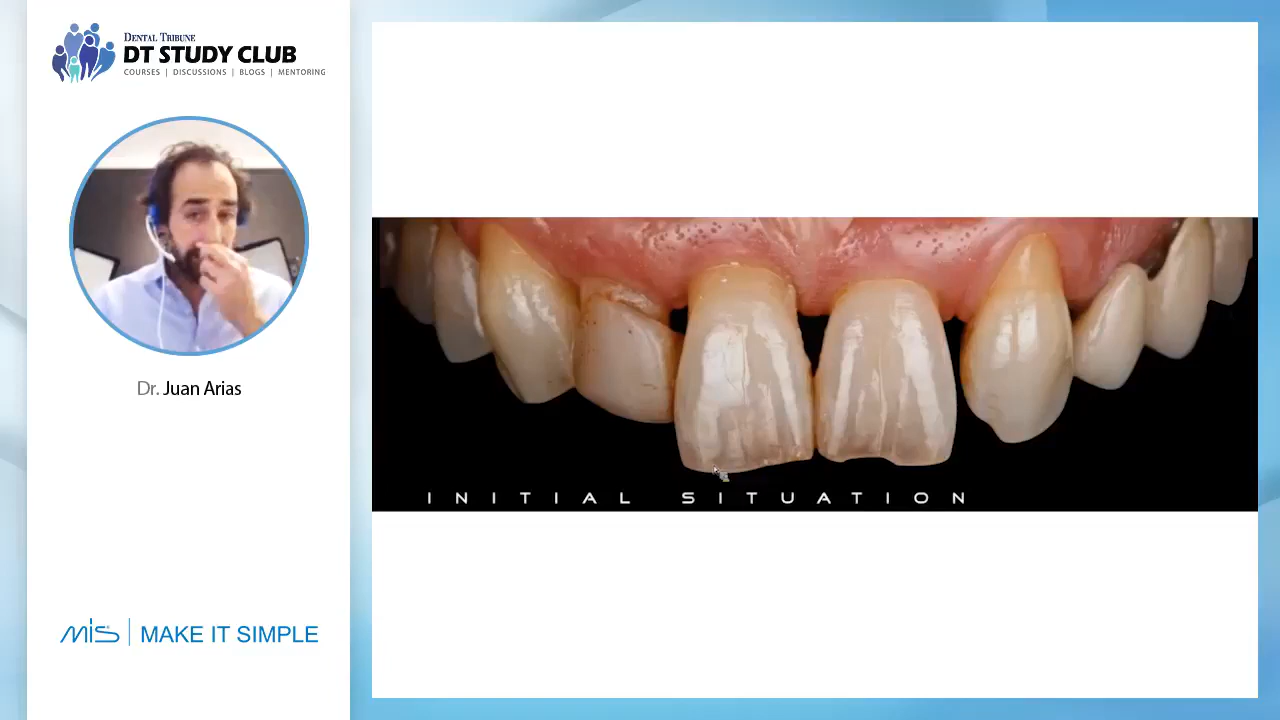 DENTAL TRIBUNE
DT STUDY CLUB
COURSES | DISCUSSIONS | BLOGS | MENTORING
Dr. Juan Arias
mis | MAKE IT SIMPLE
INITIAL SITUATION